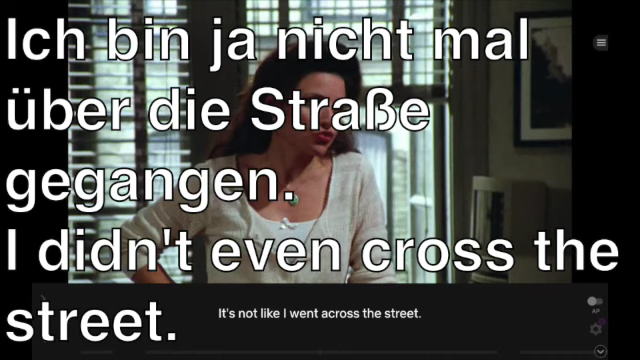 Ich bin ja nicht mal
über die Straße
gegangen.
I didn't even cross the
street.
It's not like I went across the street.
AP